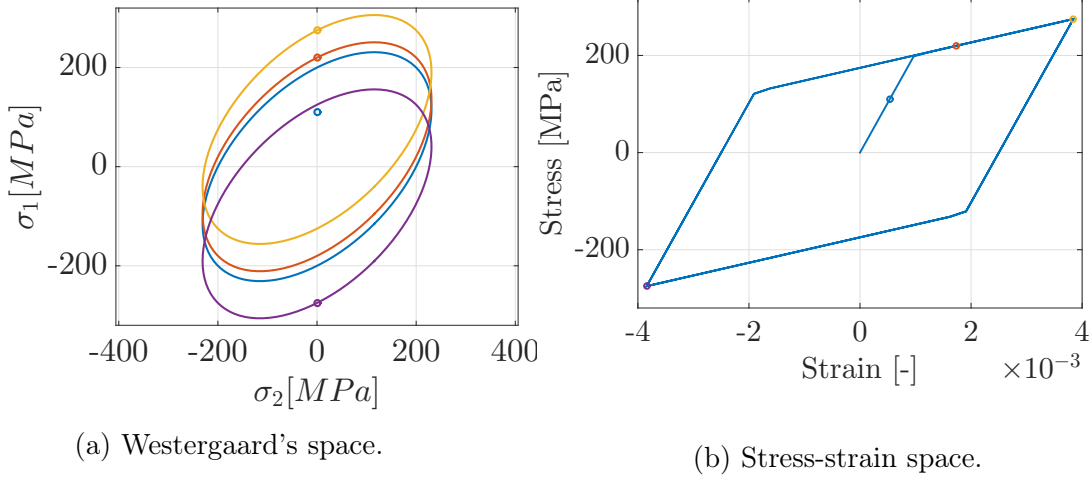 200
0
-200
σ₁[MPa]
-400
-200
0
200
400
σ₂[MPa]
(a) Westergaard's space.
200
0
-200
Stress [MPa]
-4
-2
0
2
4
Strain [-]
×10⁻³
(b) Stress-strain space.